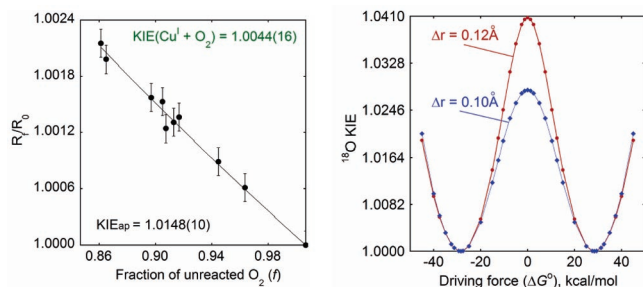 1.0024
1.0018
1.0012
1.0006
1.0000
R_f/R_0
KIE(Cu^I + O_2) = 1.0044(16)
KIE_ap = 1.0148(10)
0.86 0.90 0.94 0.98
Fraction of unreacted O_2 (f)
1.0410
1.0328
1.0246
1.0164
1.0082
1.0000
^18O KIE
Δr = 0.12Å
Δr = 0.10Å
-40 -20 0 20 40
Driving force (ΔG°), kcal/mol